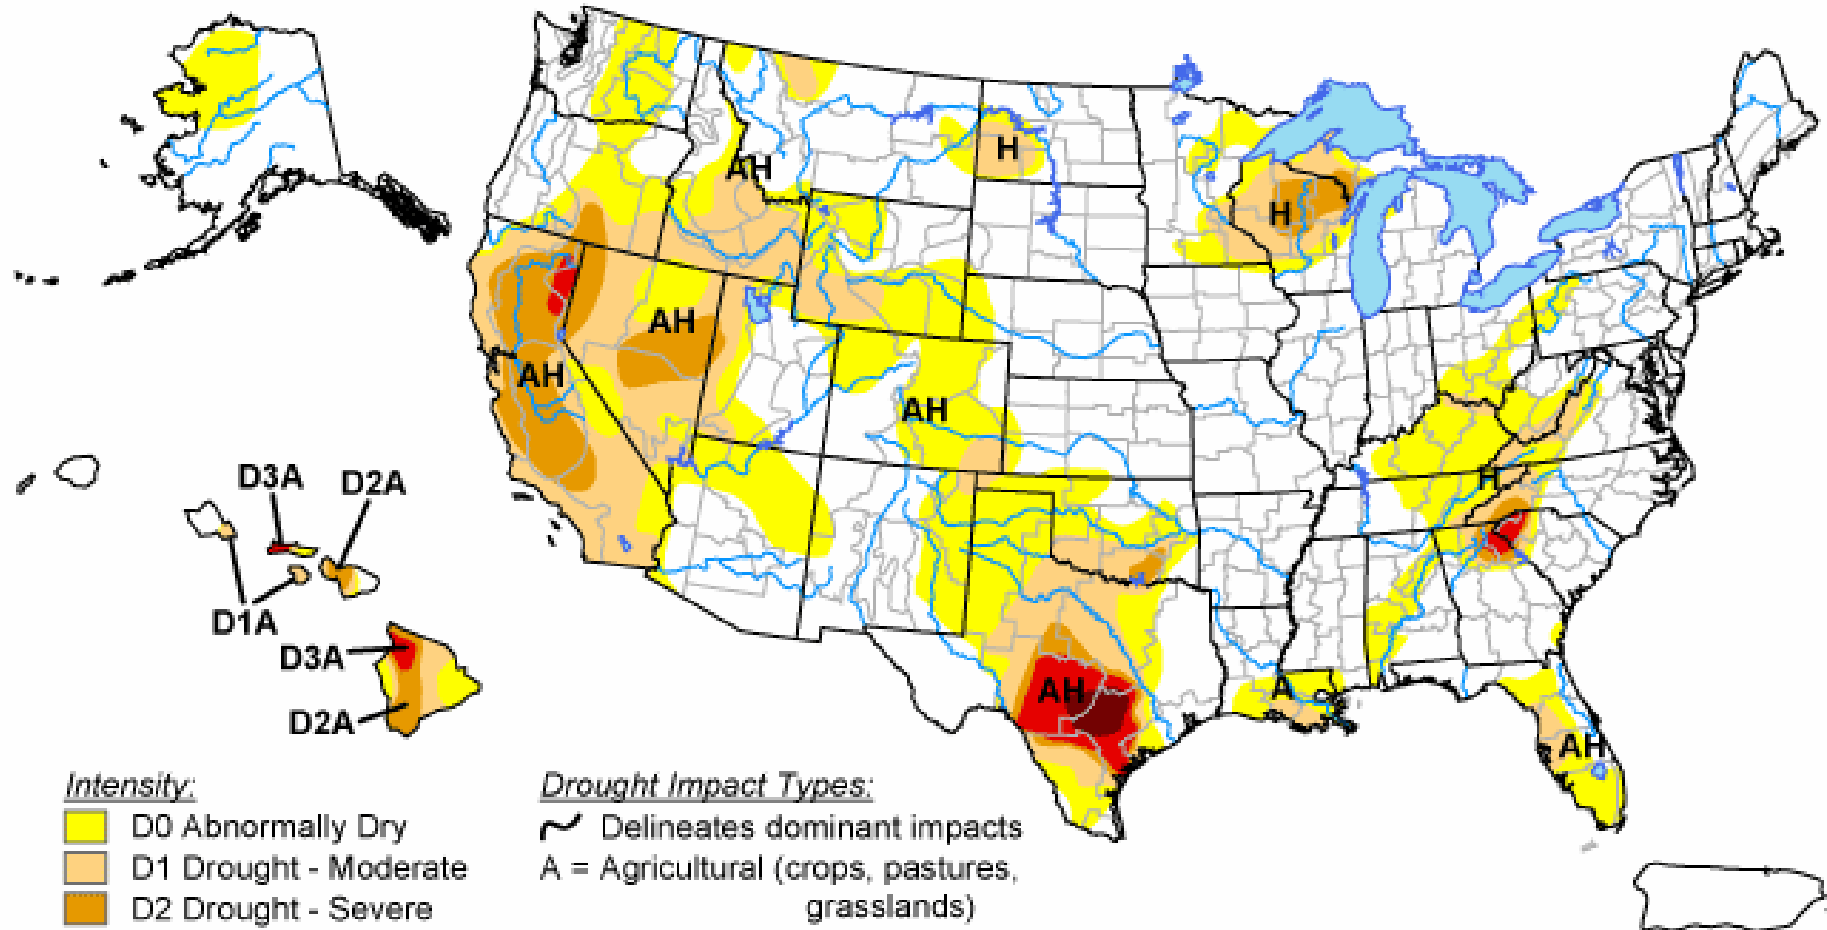 AH
H
H
AH
AH
AH
H
D3A
D2A
D1A
D3A
D2A
AH
A
AH
Intensity:
D0 Abnormally Dry
D1 Drought - Moderate
D2 Drought - Severe
Drought Impact Types:
Delineates dominant impacts
A = Agricultural (crops, pastures,
grasslands)